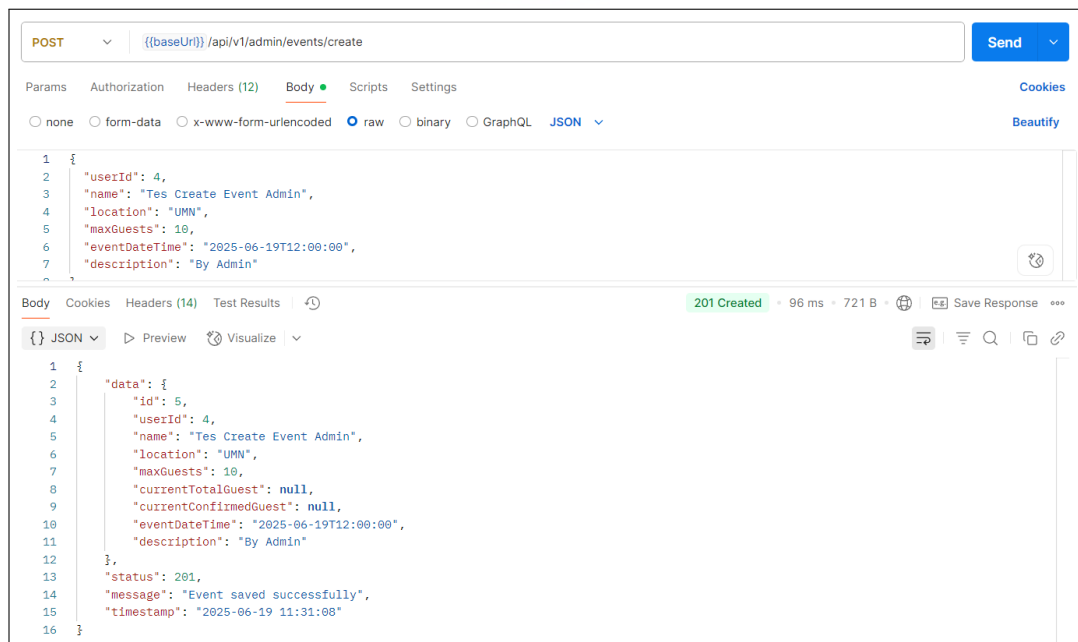 POST {{baseUrl}} /api/v1/admin/events/create Send
Params Authorization Headers (12) Body Scripts Settings Cookies
none form-data x-www-form-urlencoded raw binary GraphQL JSON Beautify
1 {
2 "userId": 4,
3 "name": "Tes Create Event Admin",
4 "location": "UMN",
5 "maxGuests": 10,
6 "eventDateTime": "2025-06-19T12:00:00",
7 "description": "By Admin"
Body Cookies Headers (14) Test Results 201 Created 96 ms 721 B e.g. Save Response
{} JSON Preview Visualize
1 {
2 "data": {
3 "id": 5,
4 "userId": 4,
5 "name": "Tes Create Event Admin",
6 "location": "UMN",
7 "maxGuests": 10,
8 "currentTotalGuest": null,
9 "currentConfirmedGuest": null,
10 "eventDateTime": "2025-06-19T12:00:00",
11 "description": "By Admin"
12 },
13 "status": 201,
14 "message": "Event saved successfully",
15 "timestamp": "2025-06-19 11:31:08"
16 }